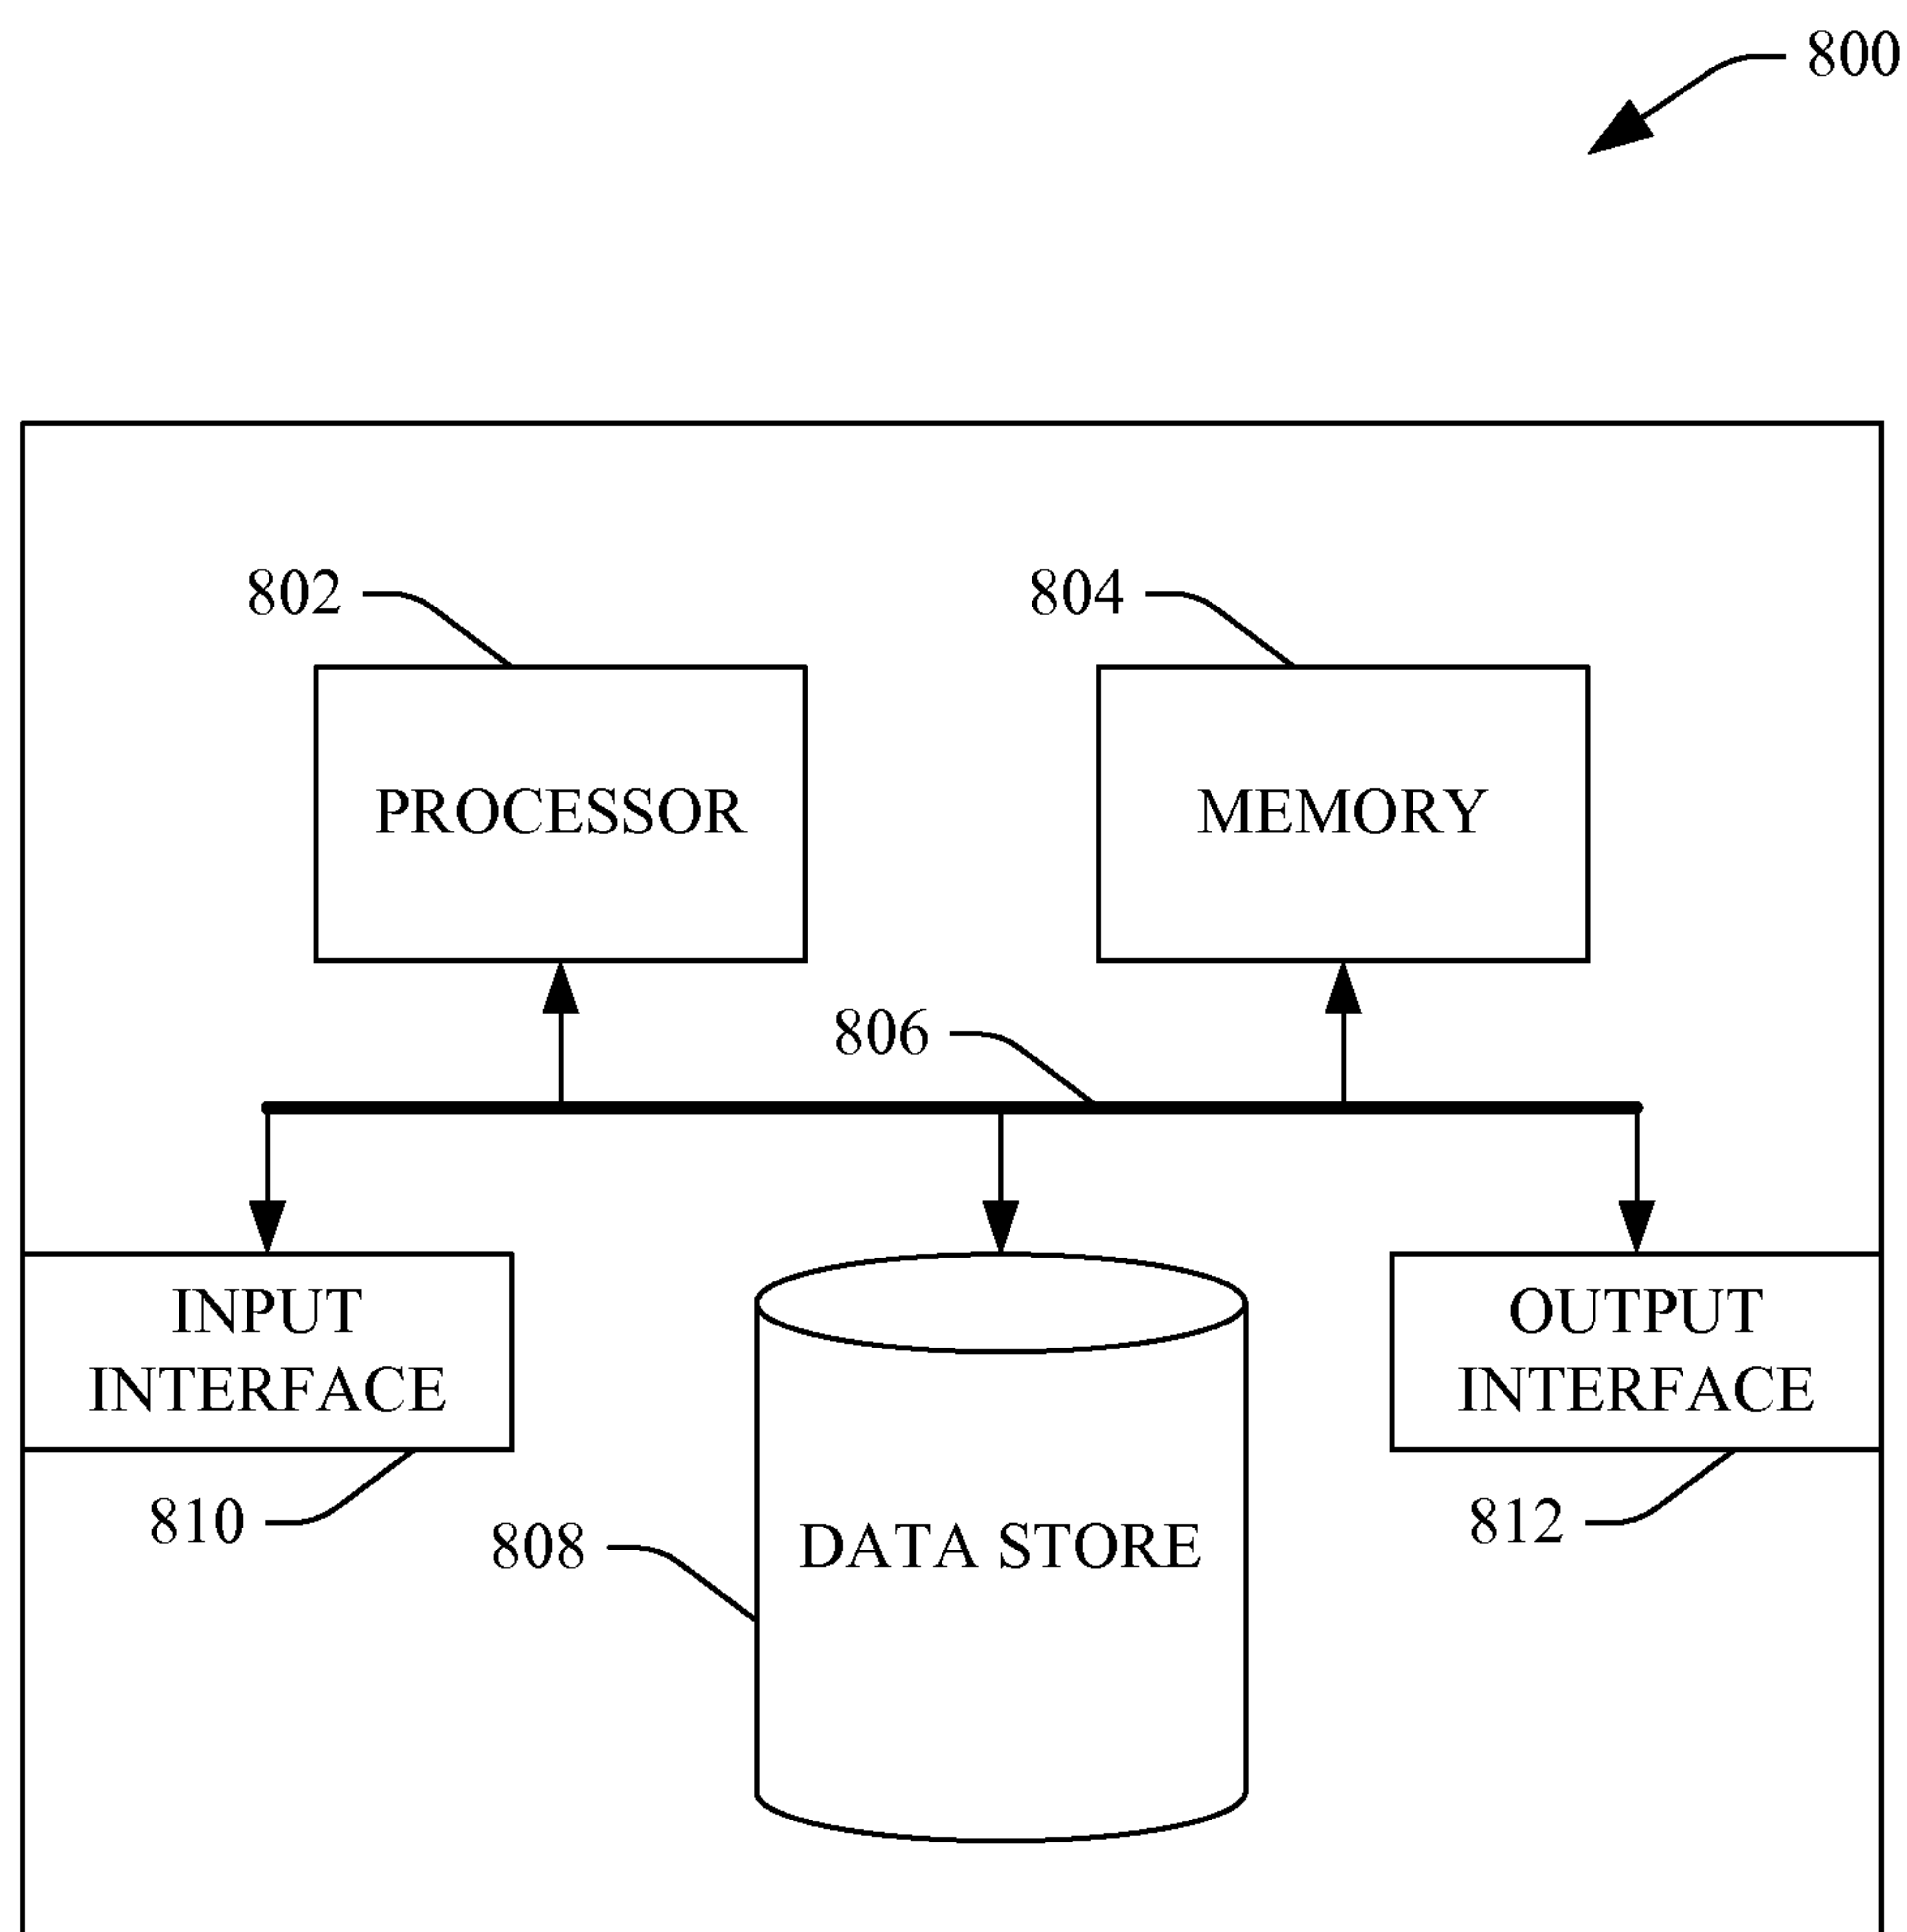 800
802
804
PROCESSOR
MEMORY
806
INPUT
INTERFACE
OUTPUT
INTERFACE
810
808
DATA STORE
812